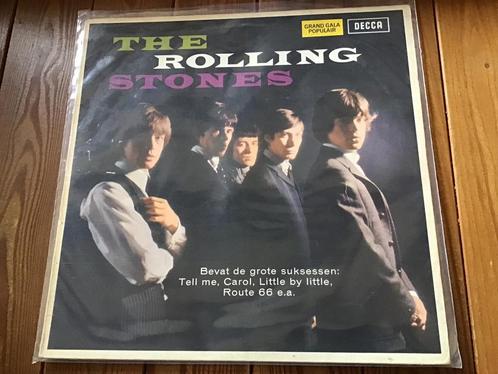 THE
ROLLING
STONES
GRAND GALA
POPULAIR
DECCA
Bevat de grote suksessen:
Tell me, Carol, Little by little,
Route 66 e.a.